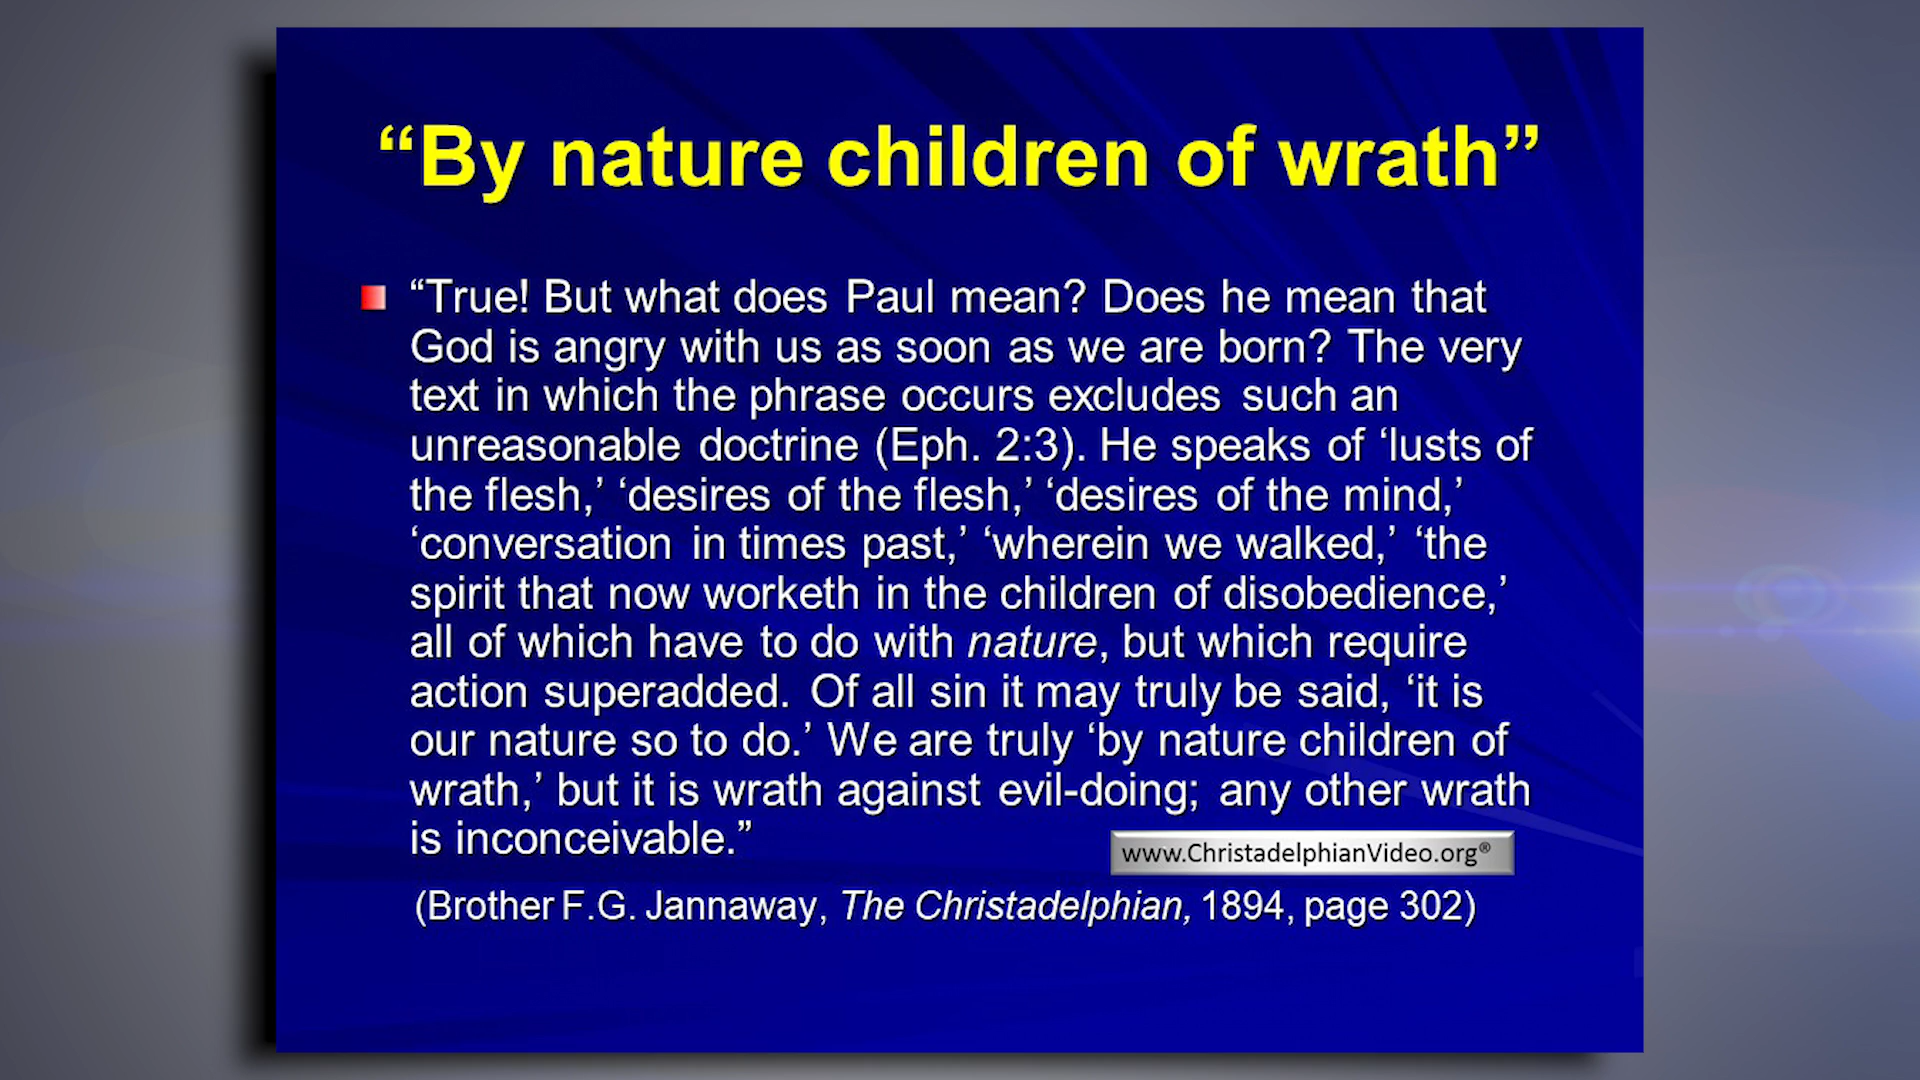 “By nature children of wrath”
“True! But what does Paul mean? Does he mean that
God is angry with us as soon as we are born? The very
text in which the phrase occurs excludes such an
unreasonable doctrine (Eph. 2:3). He speaks of ‘lusts of
the flesh,’ ‘desires of the flesh,’ ‘desires of the mind,’
‘conversation in times past,’ ‘wherein we walked,’ ‘the
spirit that now worketh in the children of disobedience,’
all of which have to do with nature, but which require
action superadded. Of all sin it may truly be said, ‘it is
our nature so to do.’ We are truly ‘by nature children of
wrath,’ but it is wrath against evil-doing; any other wrath
is inconceivable.”
www.ChristadelphianVideo.org®
(Brother F.G. Jannaway, The Christadelphian, 1894, page 302)